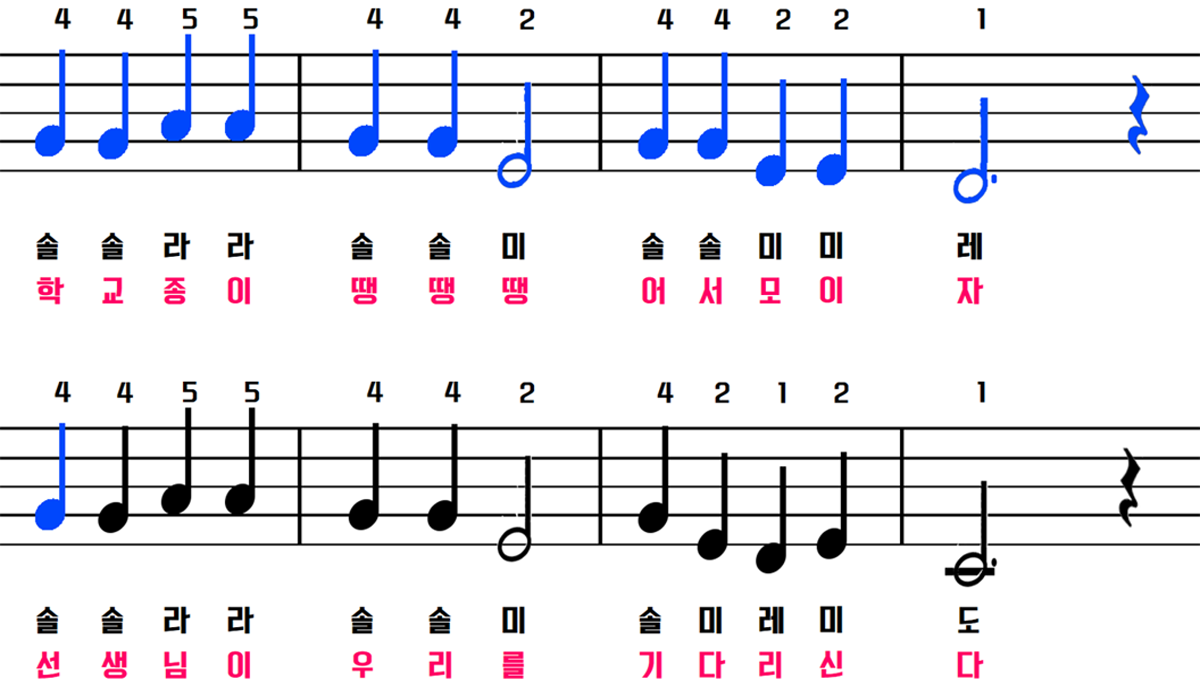 4 4 5 5 4 4 2 4 4 2 2 1
솔 솔 라 라 솔 솔 미 솔 솔 미 미 레
학 교 종 이 땡 땡 땡 어 서 모 이 자
4 4 5 5 4 4 2 4 2 1 2 1
솔 솔 라 라 솔 솔 미 솔 미 레 미 도
선 생 님 이 우 리 를 기 다 리 신 다